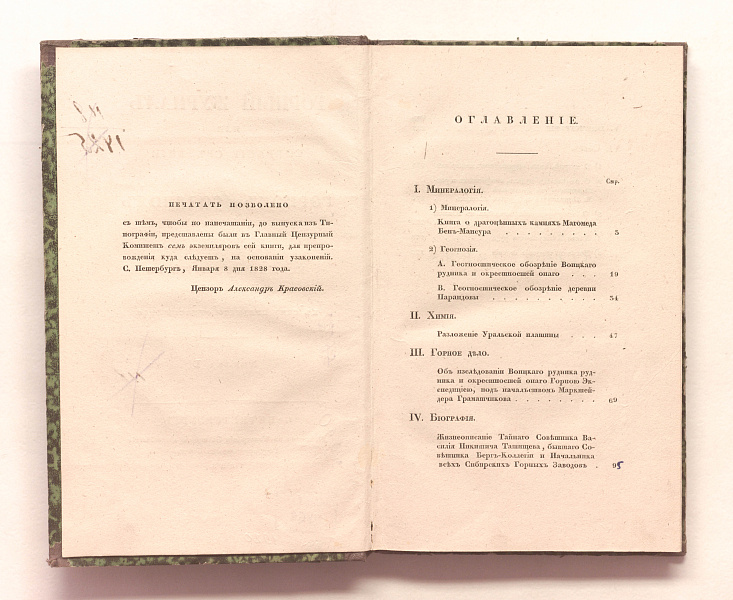 ПЕЧАТАТЬ ПОЗВОЛЕНО
съ тѣмъ, чтобы по напечатаніи, до выпуска изъ Ти-
пографіи, представлены были въ Главный Цензурный
Комитетъ семь экземпляровъ сей книги, для препро-
вожденія куда слѣдуетъ, на основаніи узаконеній.
С. Петербургъ, Января 8 дня 1828 года.
Цензоръ Александръ Красовскій.
ОГЛАВЛЕНІЕ.
Стр.
I. Минералогія.
1) Минералогія.
Книга о драгоцѣнныхъ камняхъ Магомеда
Бенъ-Мансура . . . . . . . . 5
2) Геогнозія.
А. Геогностическое обозрѣніе Воицкаго
рудника и окрестностей онаго . . . 19
В. Геогностическое обозрѣніе деревни
Парандовы . . . . . . . . . 34
II. Химія.
Разложеніе Уральской платины . . . 47
III. Горное дѣло.
Объ изслѣдованіи Воицкаго рудника руд-
ника и окрестностей онаго Горною Эк-
спедиціею, подъ начальствомъ Маркшей-
дера Граматчикова . . . . . . . 69
IV. Біографія.
Жизнеописаніе Тайнаго Совѣтника Ва-
силія Никитича Татищева, бывшаго Со-
вѣтника Бергъ-Коллегіи и Начальника
всѣхъ Сибирскихъ Горныхъ Заводовъ . 95